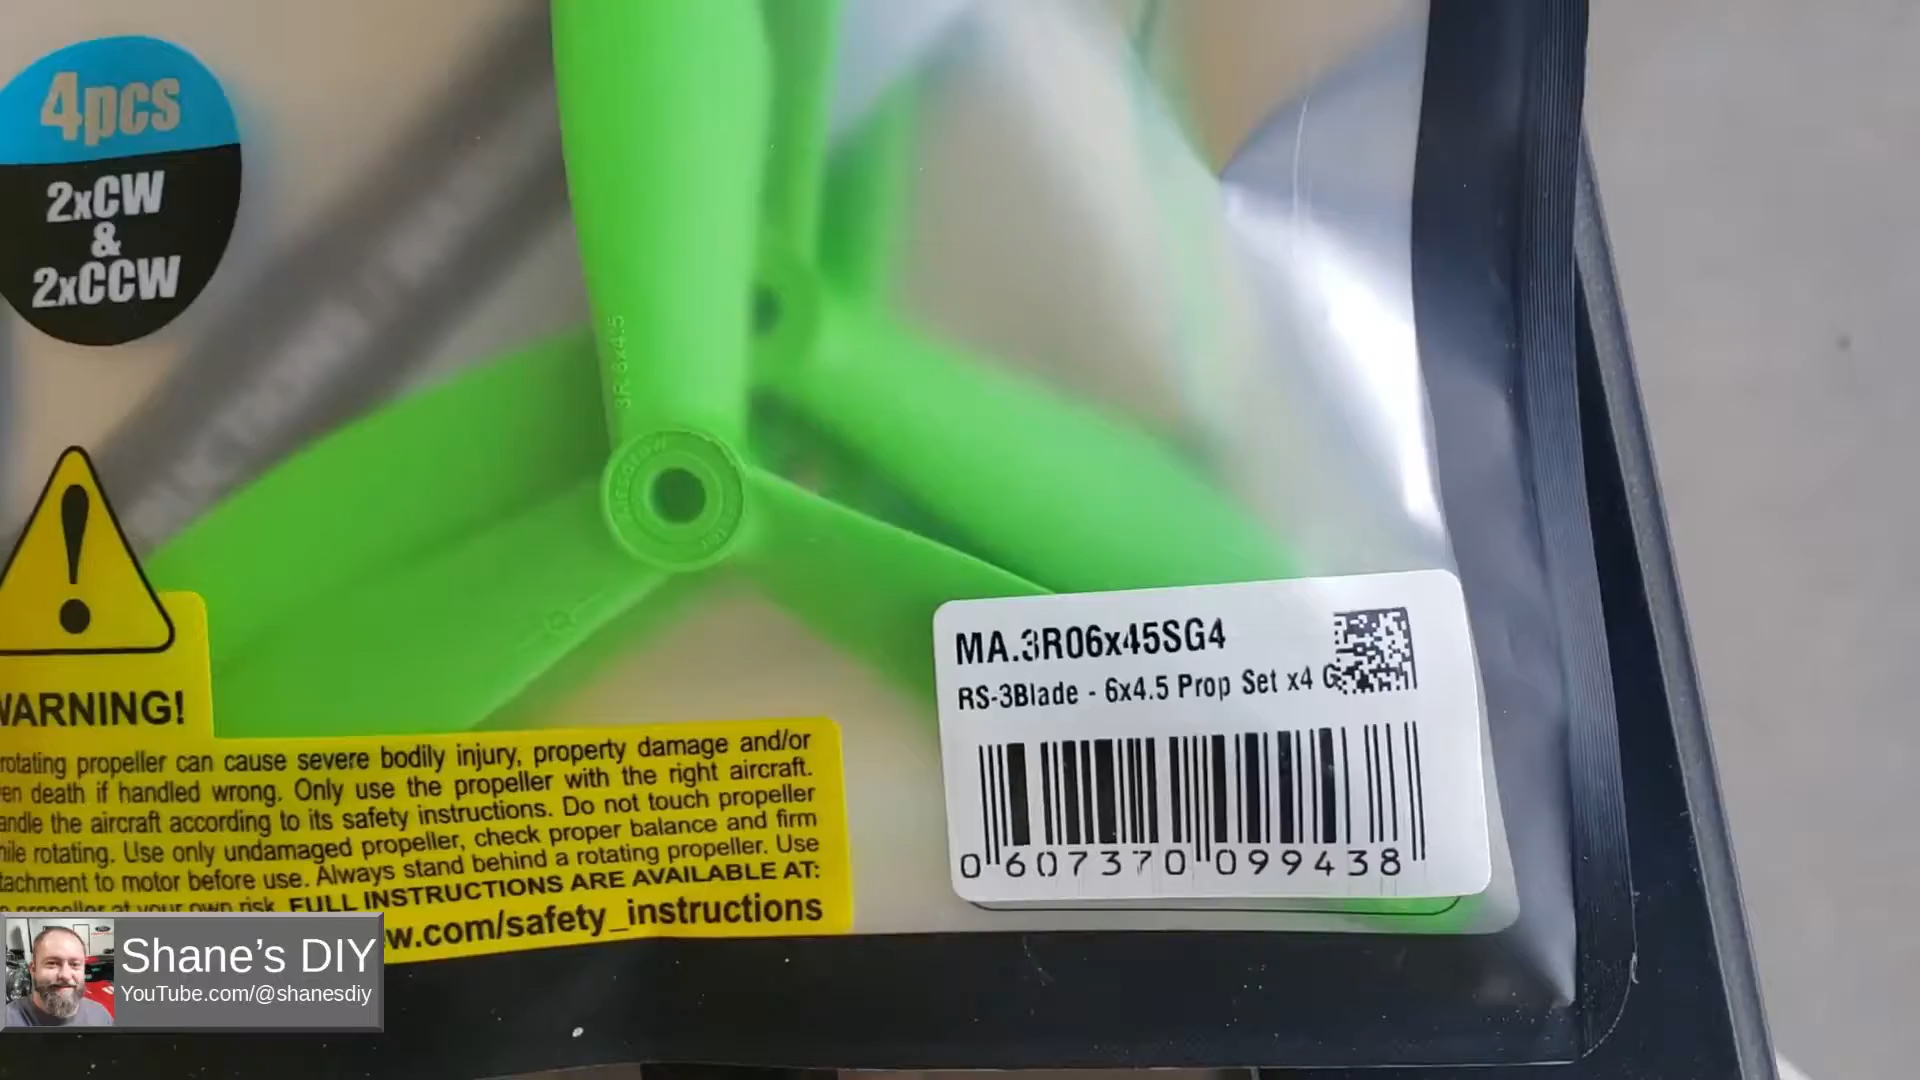 4pcs
2xCW
&
2xCCW
3R 6x4.5
WARNING!
rotating propeller can cause severe bodily injury, property damage and/or
en death if handled wrong. Only use the propeller with the right aircraft.
andle the aircraft according to its safety instructions. Do not touch propeller
hile rotating. Use only undamaged propeller, check proper balance and firm
tachment to motor before use. Always stand behind a rotating propeller. Use
propeller at your own risk. FULL INSTRUCTIONS ARE AVAILABLE AT:
w.com/safety_instructions
MA.3R06x45SG4
RS-3Blade - 6x4.5 Prop Set x4 G
0 607370 099438
Shane's DIY
YouTube.com/@shanesdiy